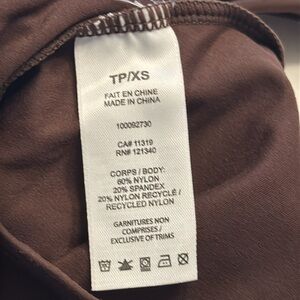 TP/XS
FAIT EN CHINE
MADE IN CHINA
100092730
CA# 11319
RN# 121340
CORPS / BODY:
60% NYLON
20% SPANDEX
20% NYLON RECYCLÉ /
RECYCLED NYLON
GARNITURES NON
COMPRISES /
EXCLUSIVE OF TRIMS